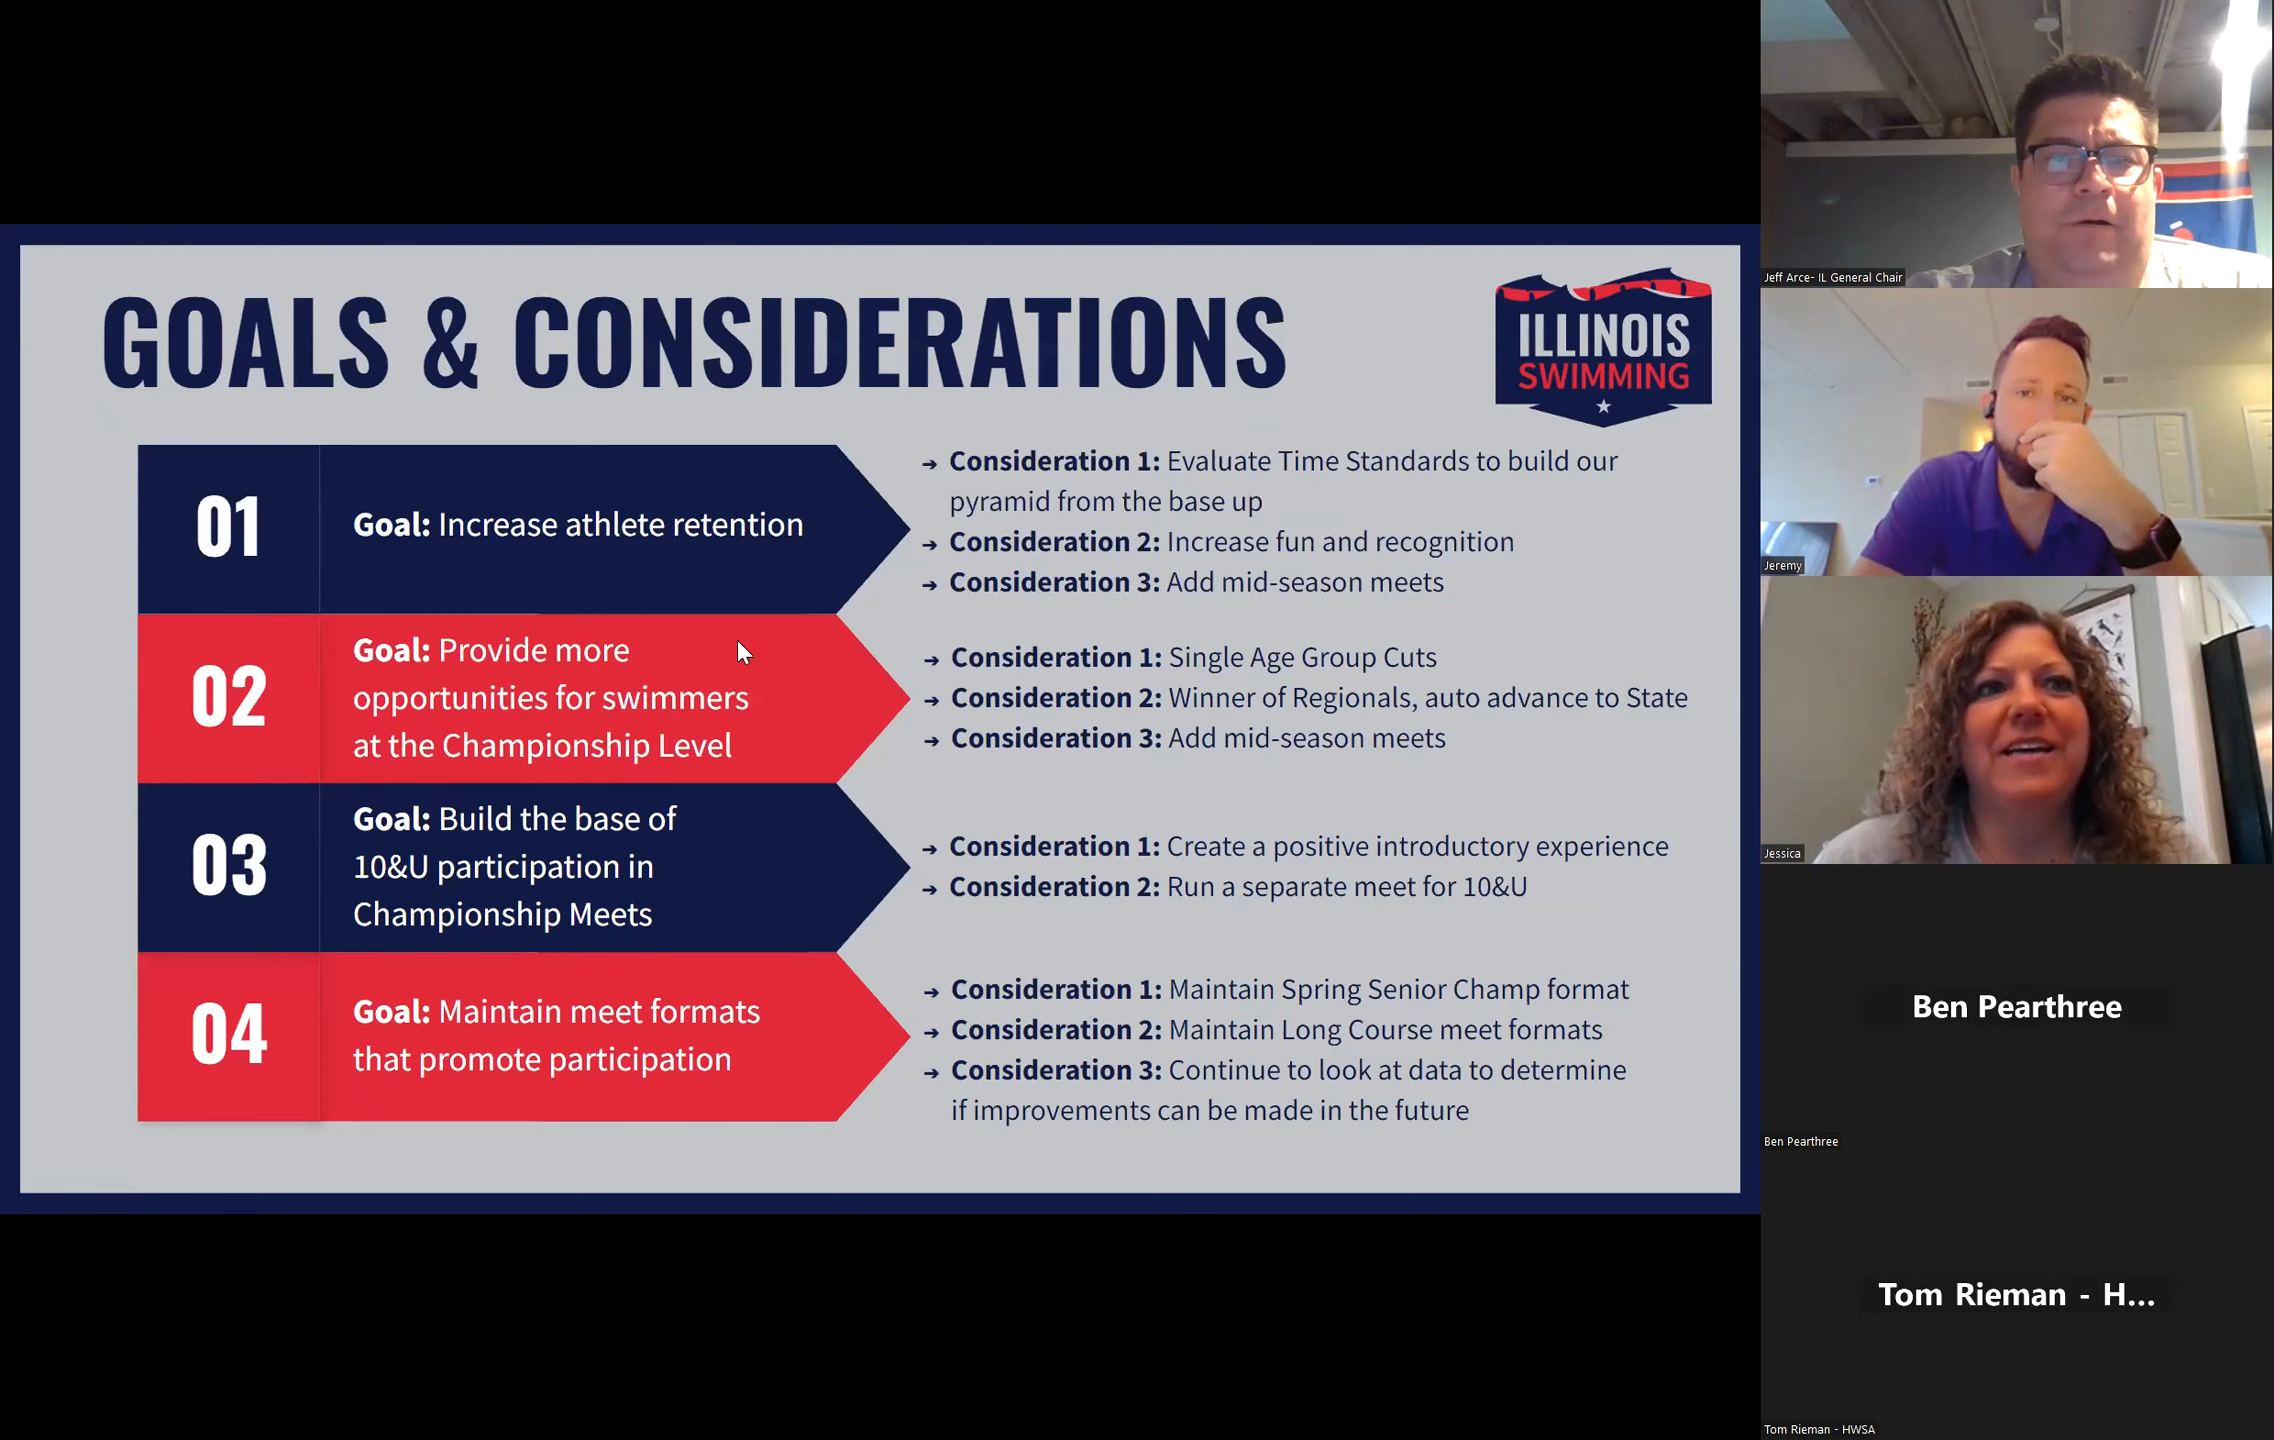 GOALS & CONSIDERATIONS
ILLINOIS
SWIMMING
01
Goal: Increase athlete retention
➔ Consideration 1: Evaluate Time Standards to build our
pyramid from the base up
➔ Consideration 2: Increase fun and recognition
➔ Consideration 3: Add mid-season meets
02
Goal: Provide more
opportunities for swimmers
at the Championship Level
➔ Consideration 1: Single Age Group Cuts
➔ Consideration 2: Winner of Regionals, auto advance to State
➔ Consideration 3: Add mid-season meets
03
Goal: Build the base of
10&U participation in
Championship Meets
➔ Consideration 1: Create a positive introductory experience
➔ Consideration 2: Run a separate meet for 10&U
04
Goal: Maintain meet formats
that promote participation
➔ Consideration 1: Maintain Spring Senior Champ format
➔ Consideration 2: Maintain Long Course meet formats
➔ Consideration 3: Continue to look at data to determine
if improvements can be made in the future
Jeff Arce- IL General Chair
Jeremy
Jessica
Ben Pearthree
Ben Pearthree
Tom Rieman - H...
Tom Rieman - HWSA